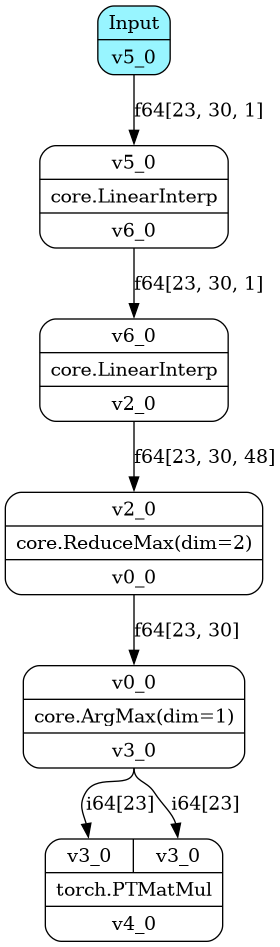 Input
v5_0
f64[23, 30, 1]
v5_0
core.LinearInterp
v6_0
f64[23, 30, 1]
v6_0
core.LinearInterp
v2_0
f64[23, 30, 48]
v2_0
core.ReduceMax(dim=2)
v0_0
f64[23, 30]
v0_0
core.ArgMax(dim=1)
v3_0
i64[23] i64[23]
v3_0 v3_0
torch.PTMatMul
v4_0